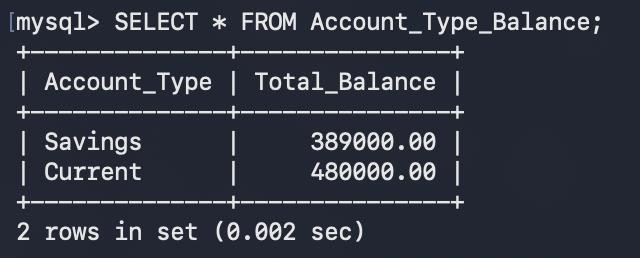 [mysql> SELECT * FROM Account_Type_Balance;
+--------------+---------------+
| Account_Type | Total_Balance |
+--------------+---------------+
| Savings      |     389000.00 |
| Current      |     480000.00 |
+--------------+---------------+
2 rows in set (0.002 sec)